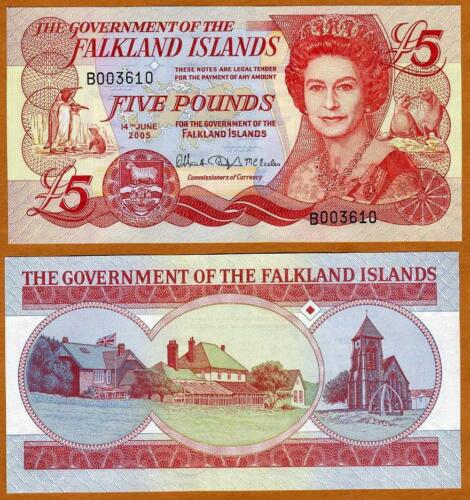 THE GOVERNMENT OF THE
FALKLAND ISLANDS
£5
THESE NOTES ARE LEGAL TENDER
FOR THE PAYMENT OF ANY AMOUNT
B003610
FIVE POUNDS
14TH JUNE
2005
FOR THE GOVERNMENT OF THE
FALKLAND ISLANDS
McEccles
Commissioners of Currency
£5
B003610
THE GOVERNMENT OF THE FALKLAND ISLANDS